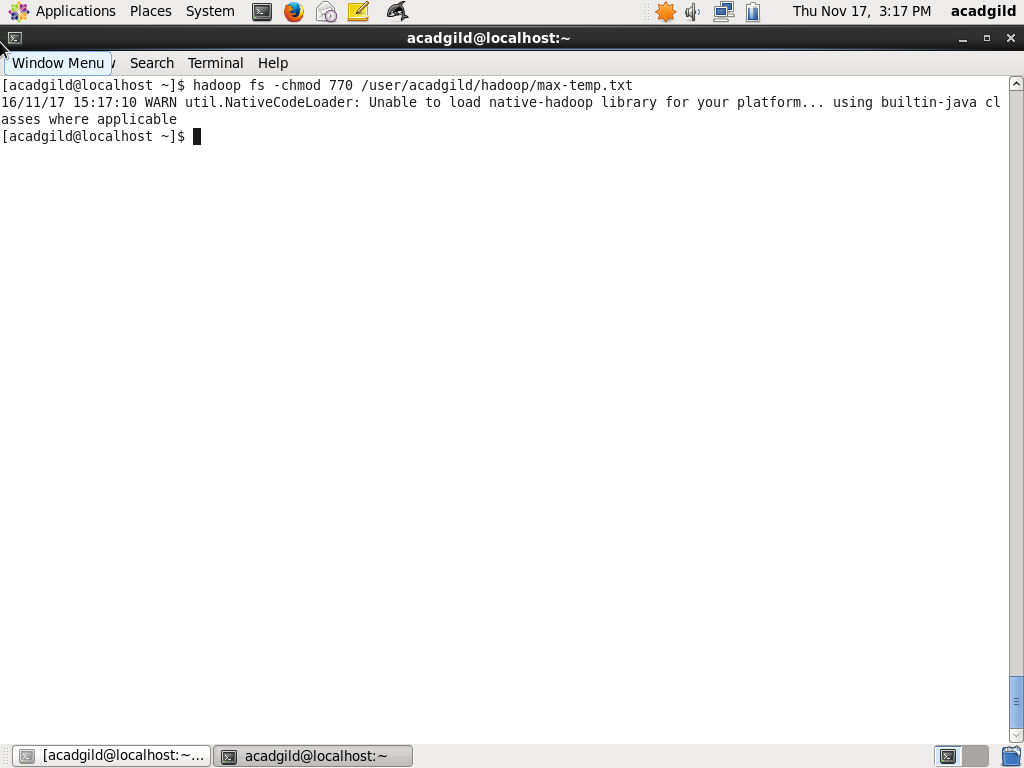 Applications Places System Thu Nov 17, 3:17 PM acadgild
acadgild@localhost:~
Window Menu Search Terminal Help
[acadgild@localhost ~]$ hadoop fs -chmod 770 /user/acadgild/hadoop/max-temp.txt
16/11/17 15:17:10 WARN util.NativeCodeLoader: Unable to load native-hadoop library for your platform... using builtin-java cl
asses where applicable
[acadgild@localhost ~]$
[acadgild@localhost:~... acadgild@localhost:~